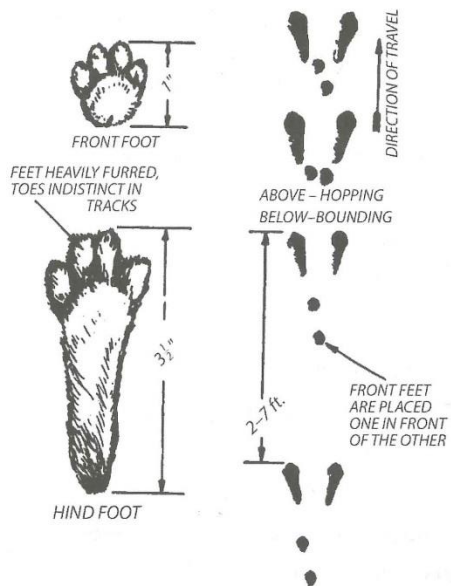 1"
FRONT FOOT
FEET HEAVILY FURRED,
TOES INDISTINCT IN
TRACKS
3½"
HIND FOOT
DIRECTION OF TRAVEL
ABOVE – HOPPING
BELOW–BOUNDING
2–7 ft.
FRONT FEET
ARE PLACED
ONE IN FRONT
OF THE OTHER